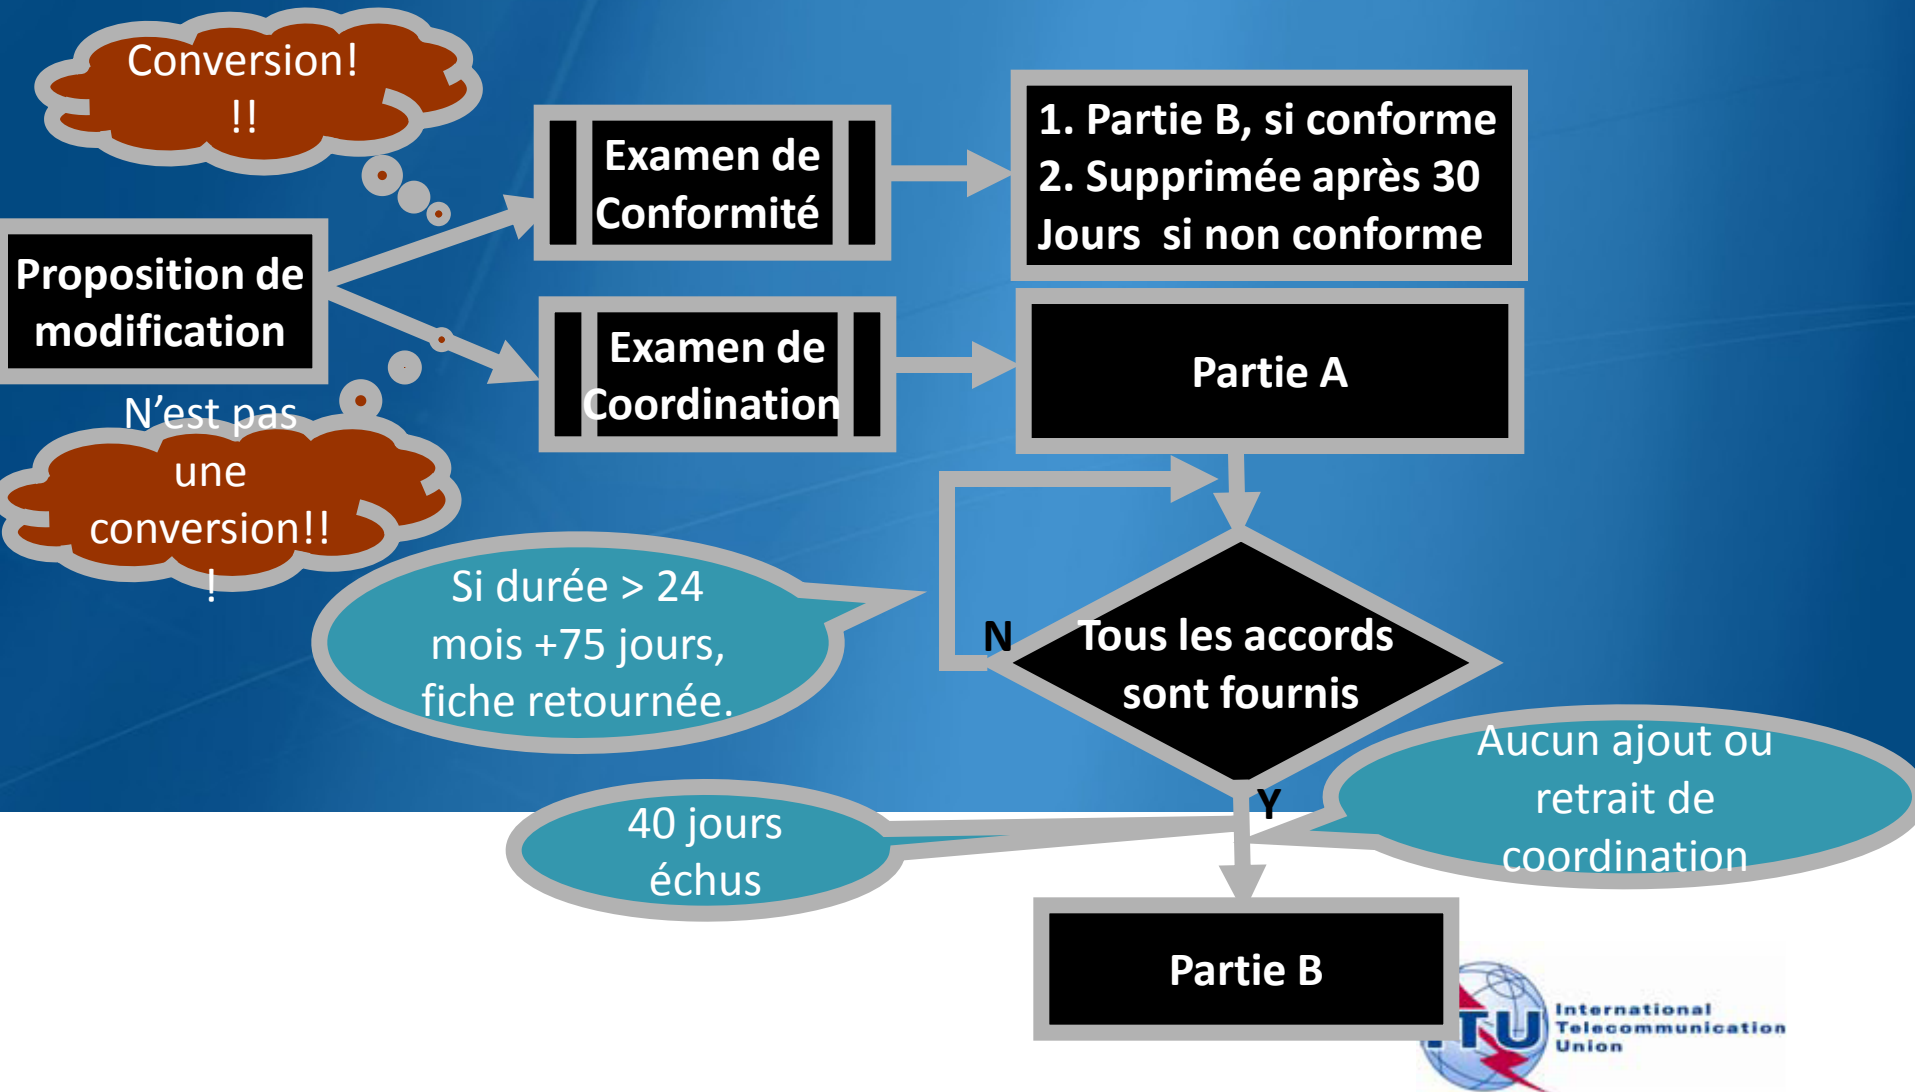 Conversion!
!!
Examen de
Conformité
1. Partie B, si conforme
2. Supprimée après 30
Jours si non conforme
Proposition de
modification
Examen de
Coordination
Partie A
N’est pas
une
conversion!!
!
Si durée > 24
mois +75 jours,
fiche retournée.
N
Tous les accords
sont fournis
Y
Aucun ajout ou
retrait de
coordination
40 jours
échus
Partie B
International
Telecommunication
Union